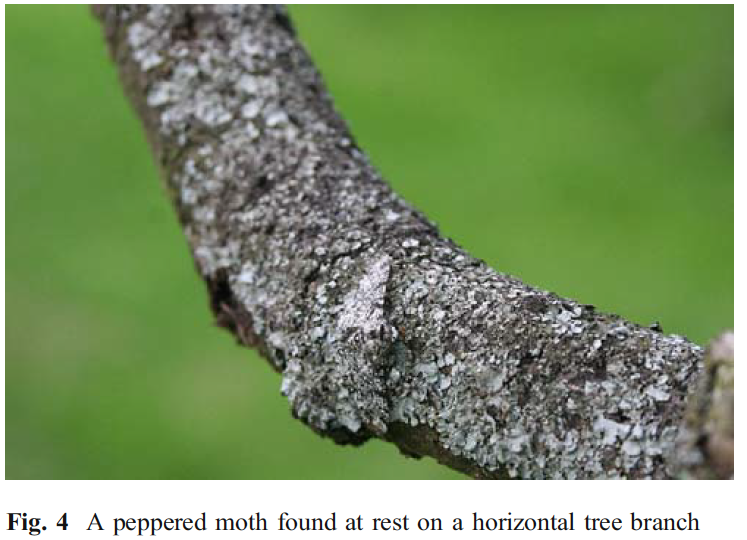 Fig. 4 A peppered moth found at rest on a horizontal tree branch